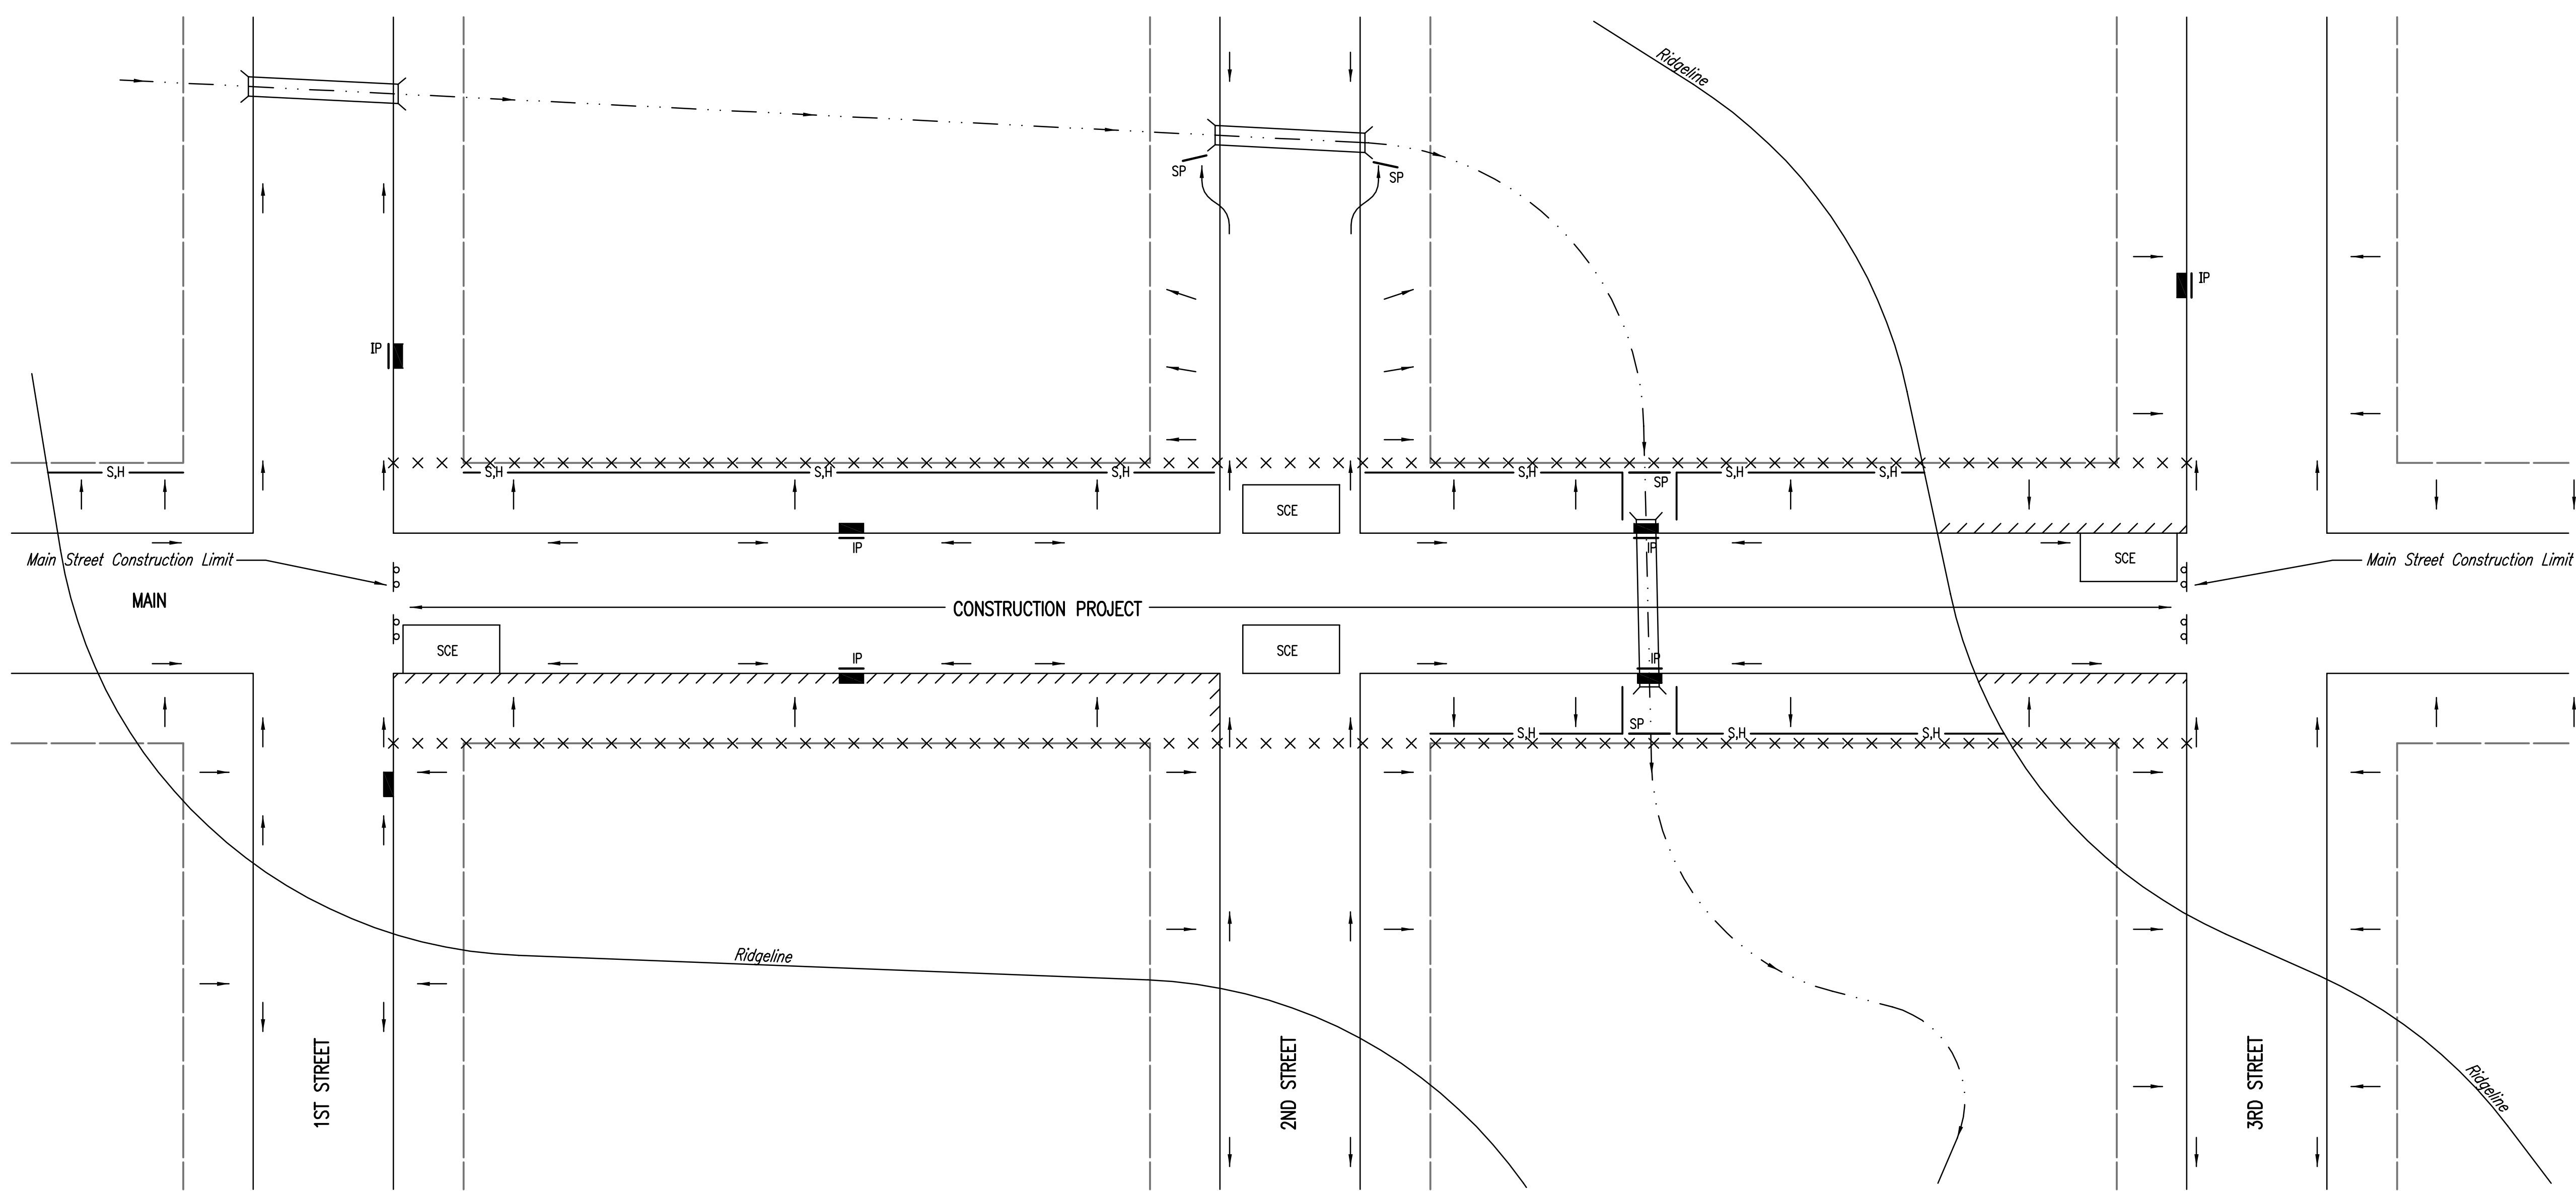 Ridgeline
SP
SP
IP
IP
S,H
S,H
S,H
S,H
S,H
S,H
S,H
SP
SCE
IP
IP
SCE
Main Street Construction Limit
Main Street Construction Limit
MAIN
CONSTRUCTION PROJECT
SCE
SCE
IP
IP
SP
S,H
S,H
S,H
Ridgeline
1ST STREET
2ND STREET
3RD STREET
Ridgeline